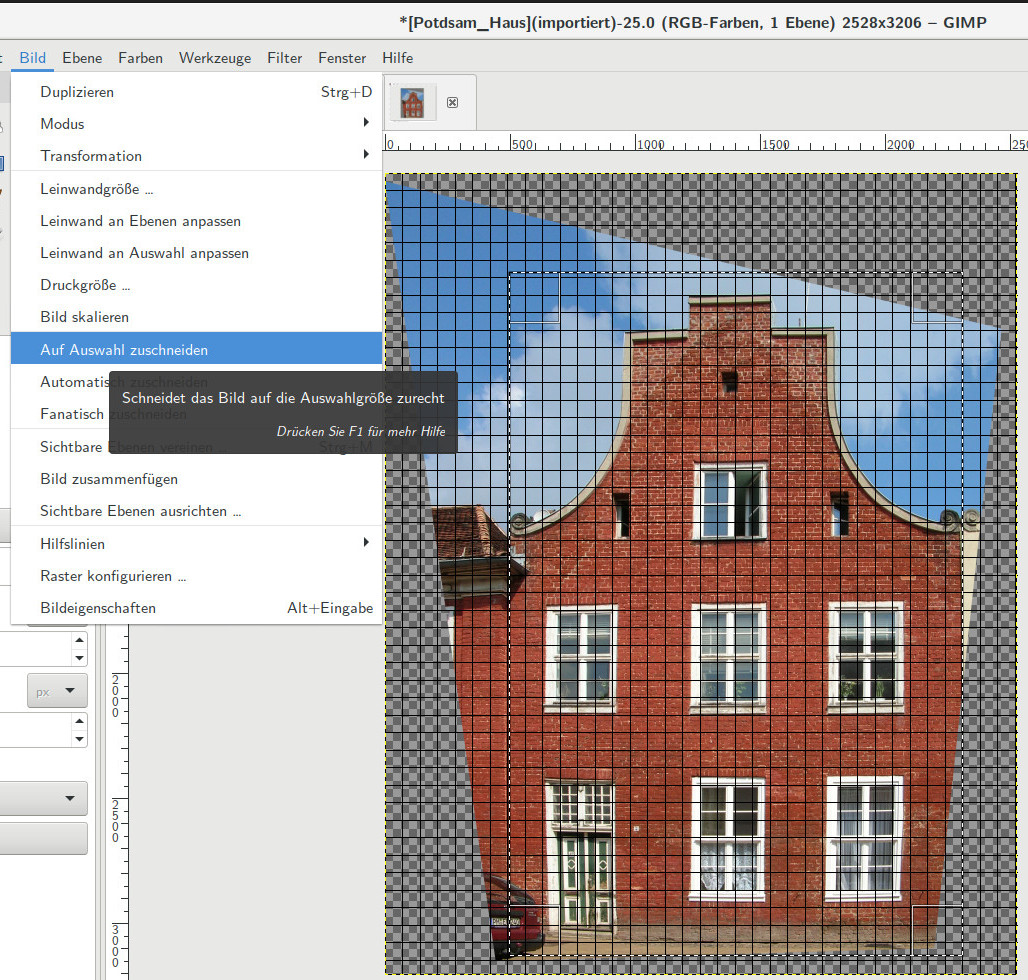 *[Potdsam_Haus](importiert)-25.0 (RGB-Farben, 1 Ebene) 2528x3206 – GIMP
Bild Ebene Farben Werkzeuge Filter Fenster Hilfe
Duplizieren Strg+D
Modus
Transformation
Leinwandgröße ...
Leinwand an Ebenen anpassen
Leinwand an Auswahl anpassen
Druckgröße ...
Bild skalieren
Auf Auswahl zuschneiden
Automatisch zuschneiden
Fanatisch zuschneiden
Schneidet das Bild auf die Auswahlgröße zurecht
Drücken Sie F1 für mehr Hilfe
Sichtbare Ebenen vereinen ... Strg+M
Bild zusammenfügen
Sichtbare Ebenen ausrichten ...
Hilfslinien
Raster konfigurieren ...
Bildeigenschaften Alt+Eingabe
0 500 1000 1500 2000 250
2000
2500
3000
px